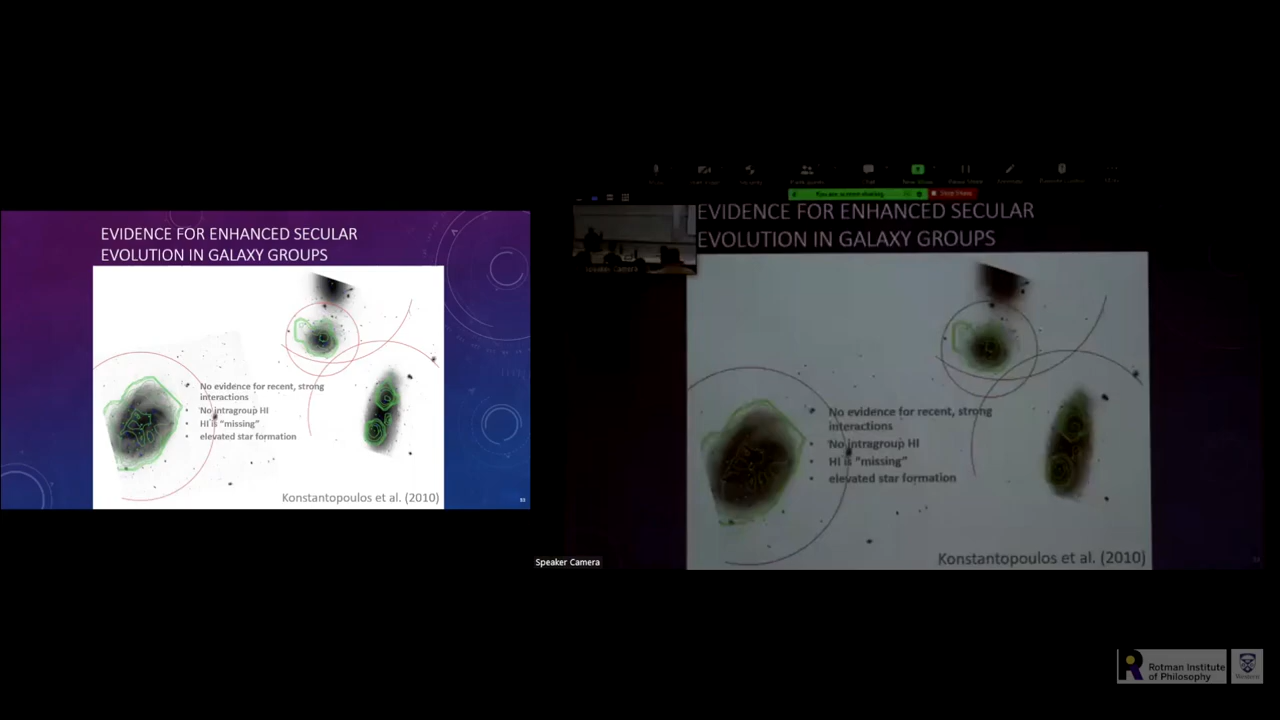 EVIDENCE FOR ENHANCED SECULAR
EVOLUTION IN GALAXY GROUPS
• No evidence for recent, strong
interactions
• No intragroup HI
• HI is “missing”
• elevated star formation
Konstantopoulos et al. (2010)
EVIDENCE FOR ENHANCED SECULAR
EVOLUTION IN GALAXY GROUPS
Speaker Camera
• No evidence for recent, strong
interactions
• No intragroup HI
• HI is “missing”
• elevated star formation
Konstantopoulos et al. (2010)
Speaker Camera
Rotman Institute
of Philosophy
Western